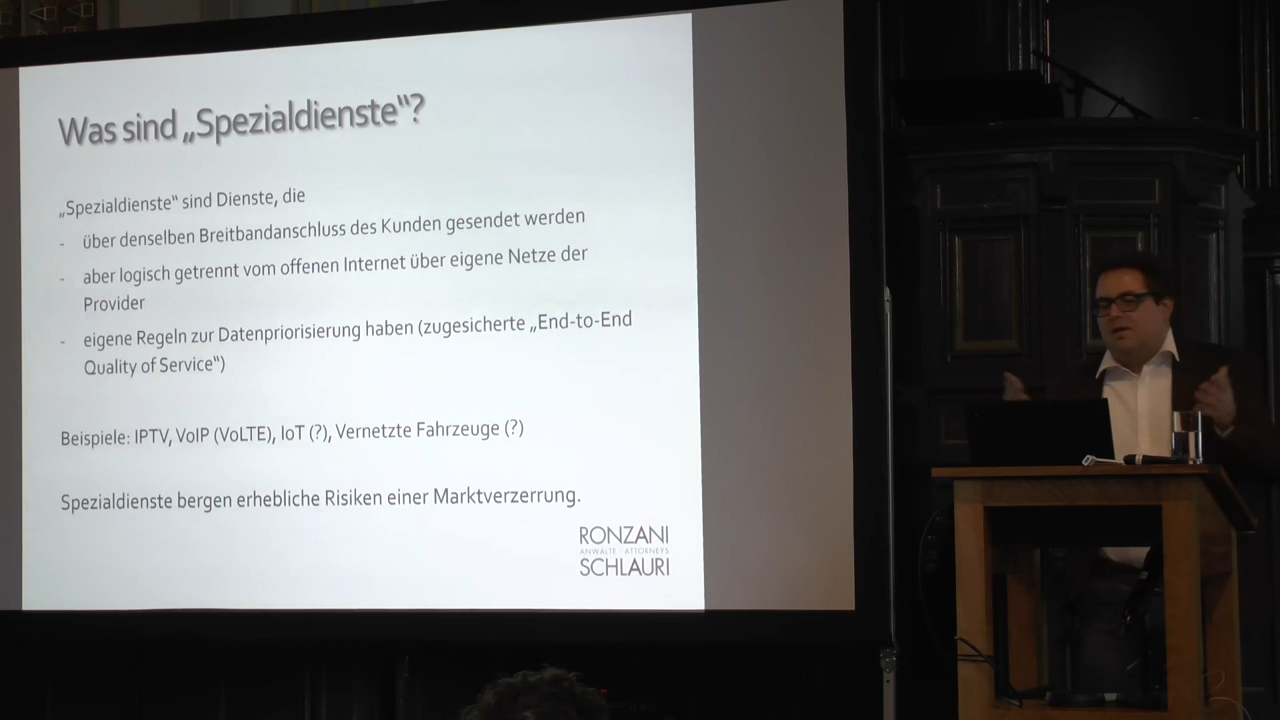 Was sind „Spezialdienste“?
„Spezialdienste“ sind Dienste, die
- über denselben Breitbandanschluss des Kunden gesendet werden
- aber logisch getrennt vom offenen Internet über eigene Netze der
Provider
- eigene Regeln zur Datenpriorisierung haben (zugesicherte „End-to-End
Quality of Service“)
Beispiele: IPTV, VoIP (VoLTE), IoT (?), Vernetzte Fahrzeuge (?)
Spezialdienste bergen erhebliche Risiken einer Marktverzerrung.
RONZANI
ANWÄLTE · ATTORNEYS
SCHLAURI